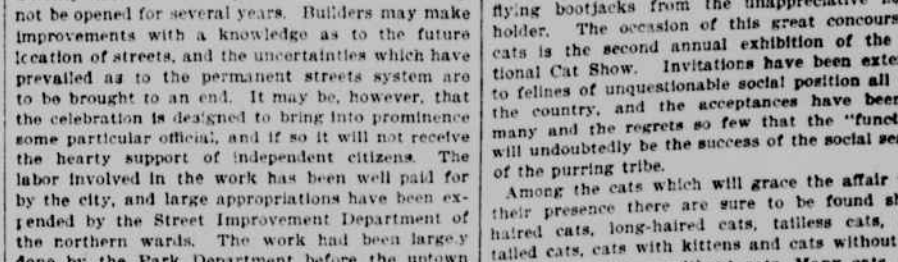 not be opened for several years. Builders may make
improvements with a knowledge as to the future
lccation of streets, and the uncertainties which have
prevailed as to the permanent streets system are
to be brought to an end. It may be, however, that
the celebration is designed to bring into prominence
some particular official, and if so it will not receive
the hearty support of independent citizens. The
labor involved in the work has been well paid for
by the city, and large appropriations have been ex-
pended by the Street Improvement Department of
the northern wards. The work had been largely
done by the Park Department before the uptown
flying bootjacks from the unappreciative
holder. The occasion of this great concours
cats is the second annual exhibition of the
tional Cat Show. Invitations have been exte
to felines of unquestionable social position all
the country, and the acceptances have been
many and the regrets so few that the "funct
will undoubtedly be the success of the social se
of the purring tribe.
Among the cats which will grace the affair
their presence there are sure to be found sh
haired cats, long-haired cats, tailless cats,
tailed cats, cats with kittens and cats without